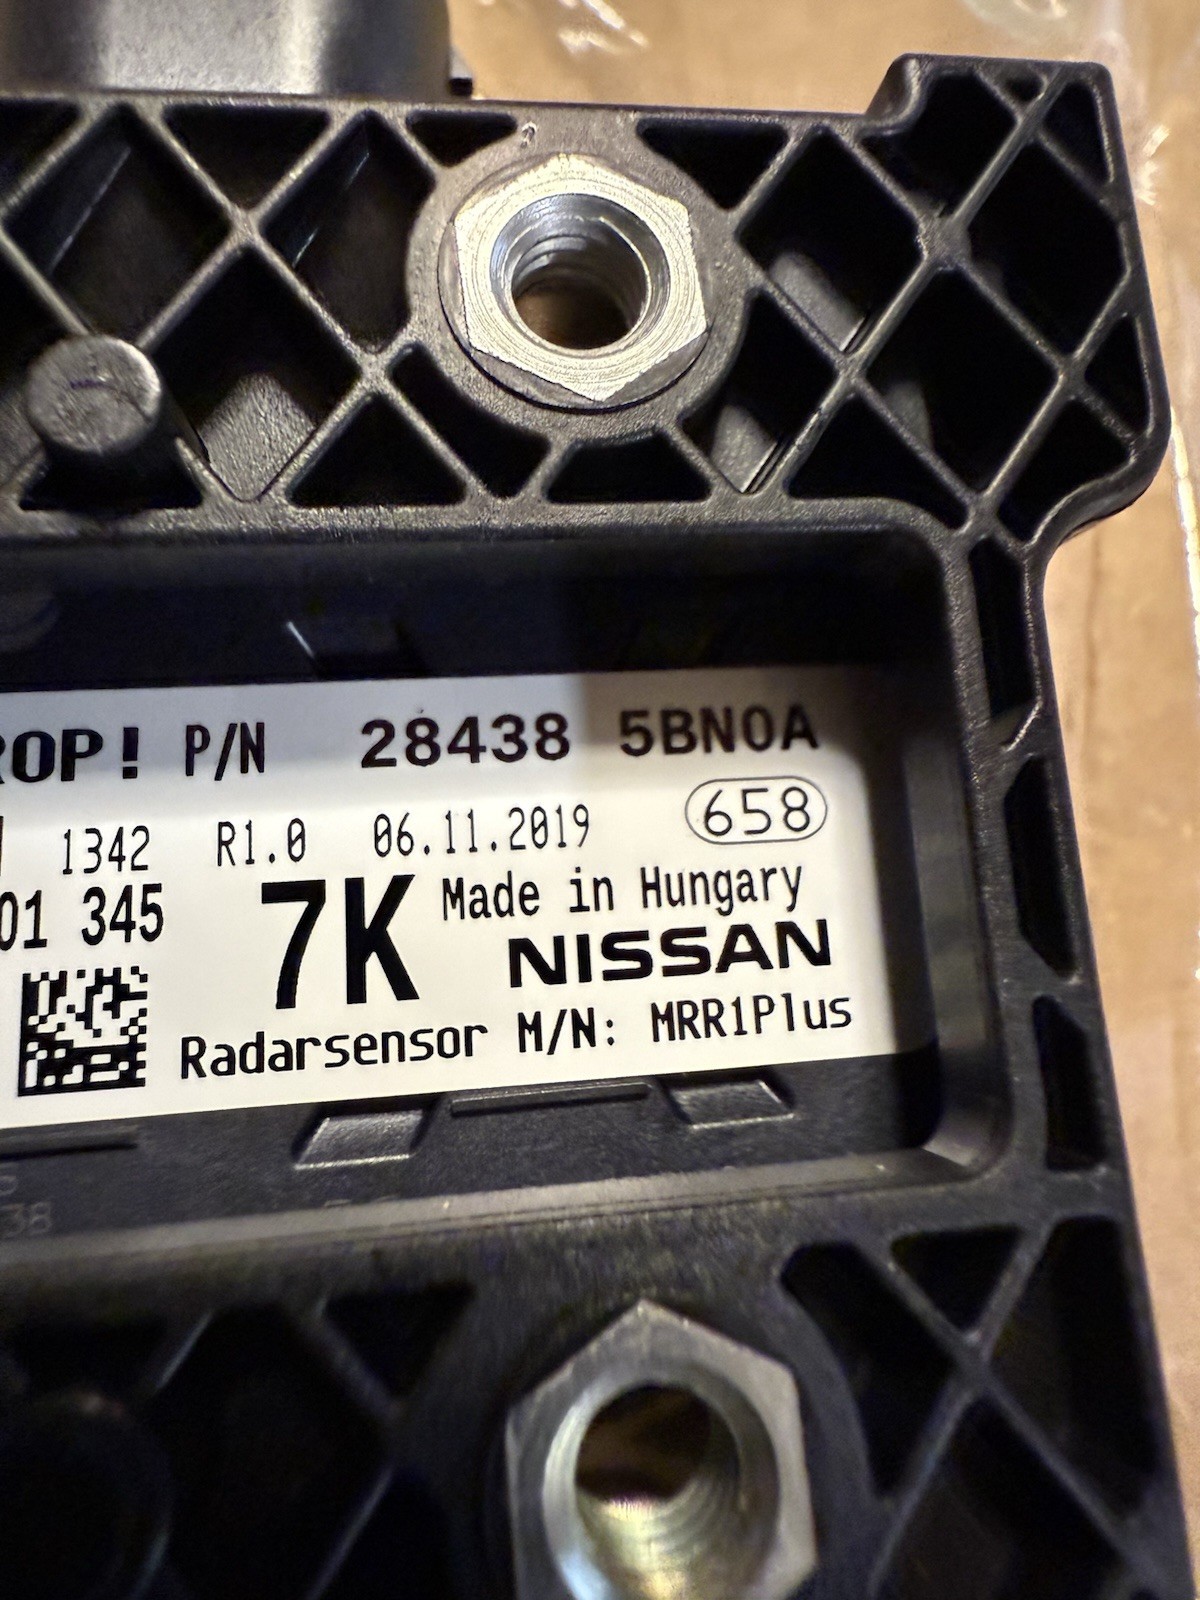 ROP! P/N 28438 5BN0A
1342 R1.0 06.11.2019 658
01 345 7K Made in Hungary
NISSAN
Radarsensor M/N: MRR1Plus
38